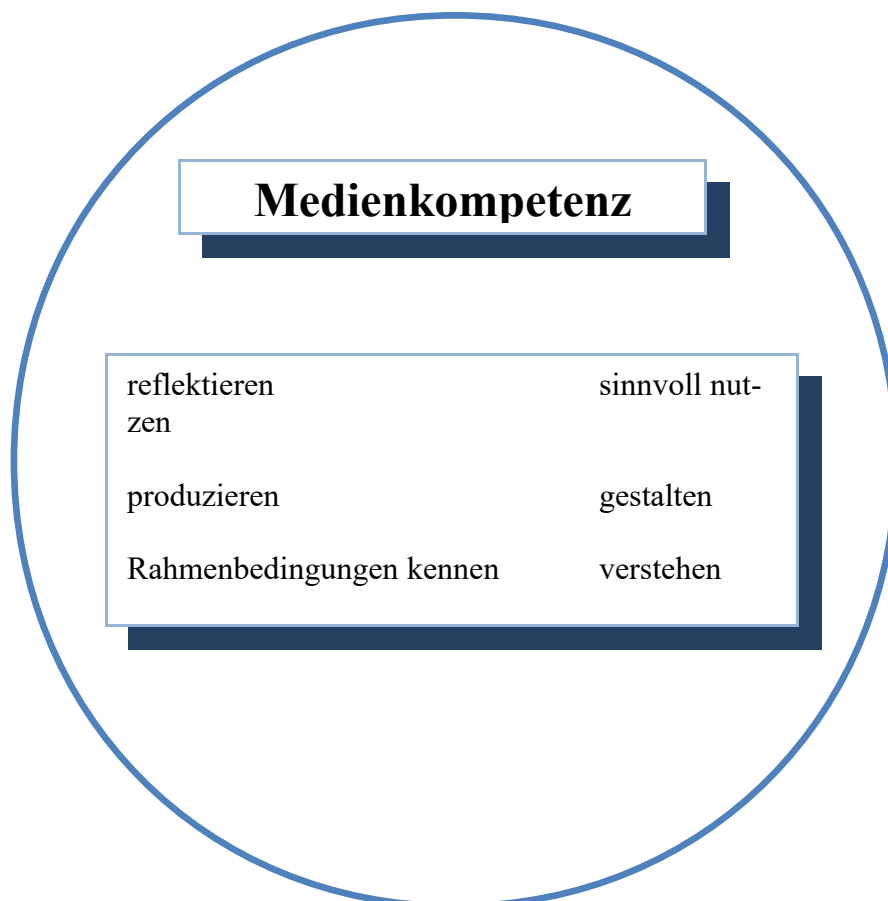 Medienkompetenz
reflektieren sinnvoll nut-
zen
produzieren gestalten
Rahmenbedingungen kennen verstehen